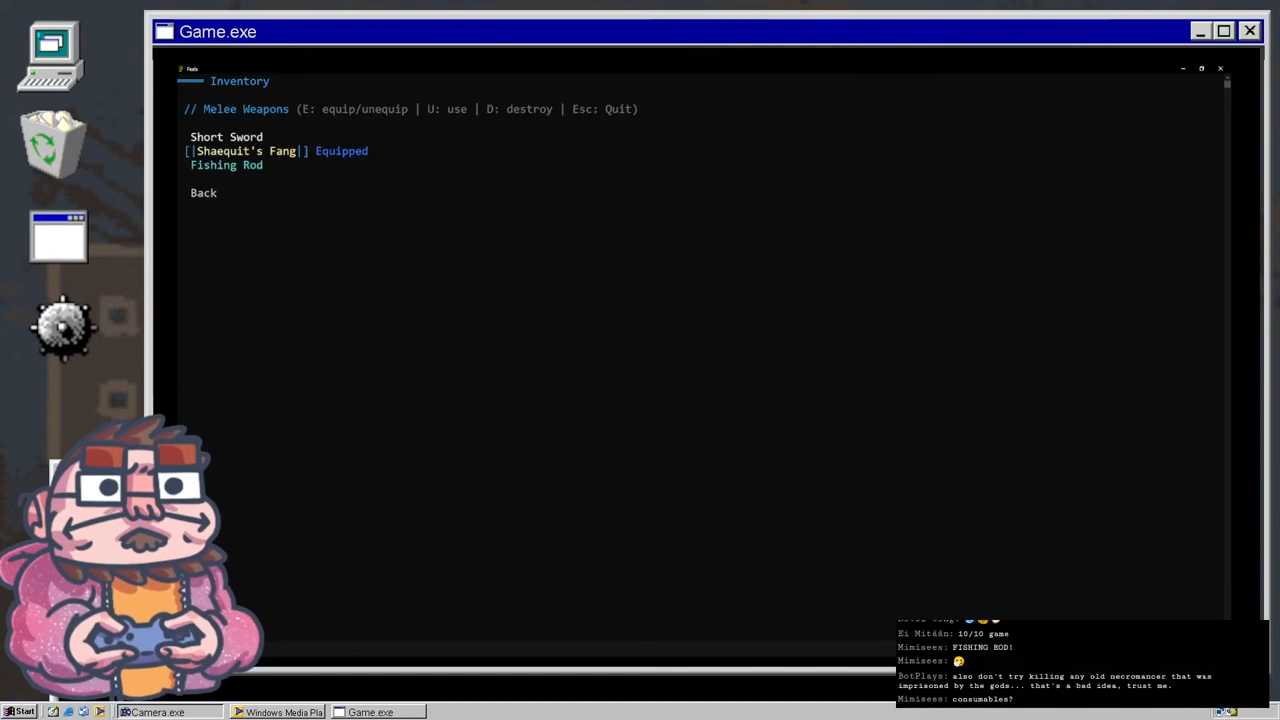 Game.exe
Feelo
Inventory
// Melee Weapons (E: equip/unequip | U: use | D: destroy | Esc: Quit)
Short Sword
[|Shaequit's Fang|] Equipped
Fishing Rod
Back
Ei Mitään: 10/10 game
Mimisees: FISHING ROD!
Mimisees:
BotPlays: also don't try killing any old necromancer that was
imprisoned by the gods... that's a bad idea, trust me.
Mimisees: consumables?
Start
Camera.exe
Windows Media Pla
Game.exe